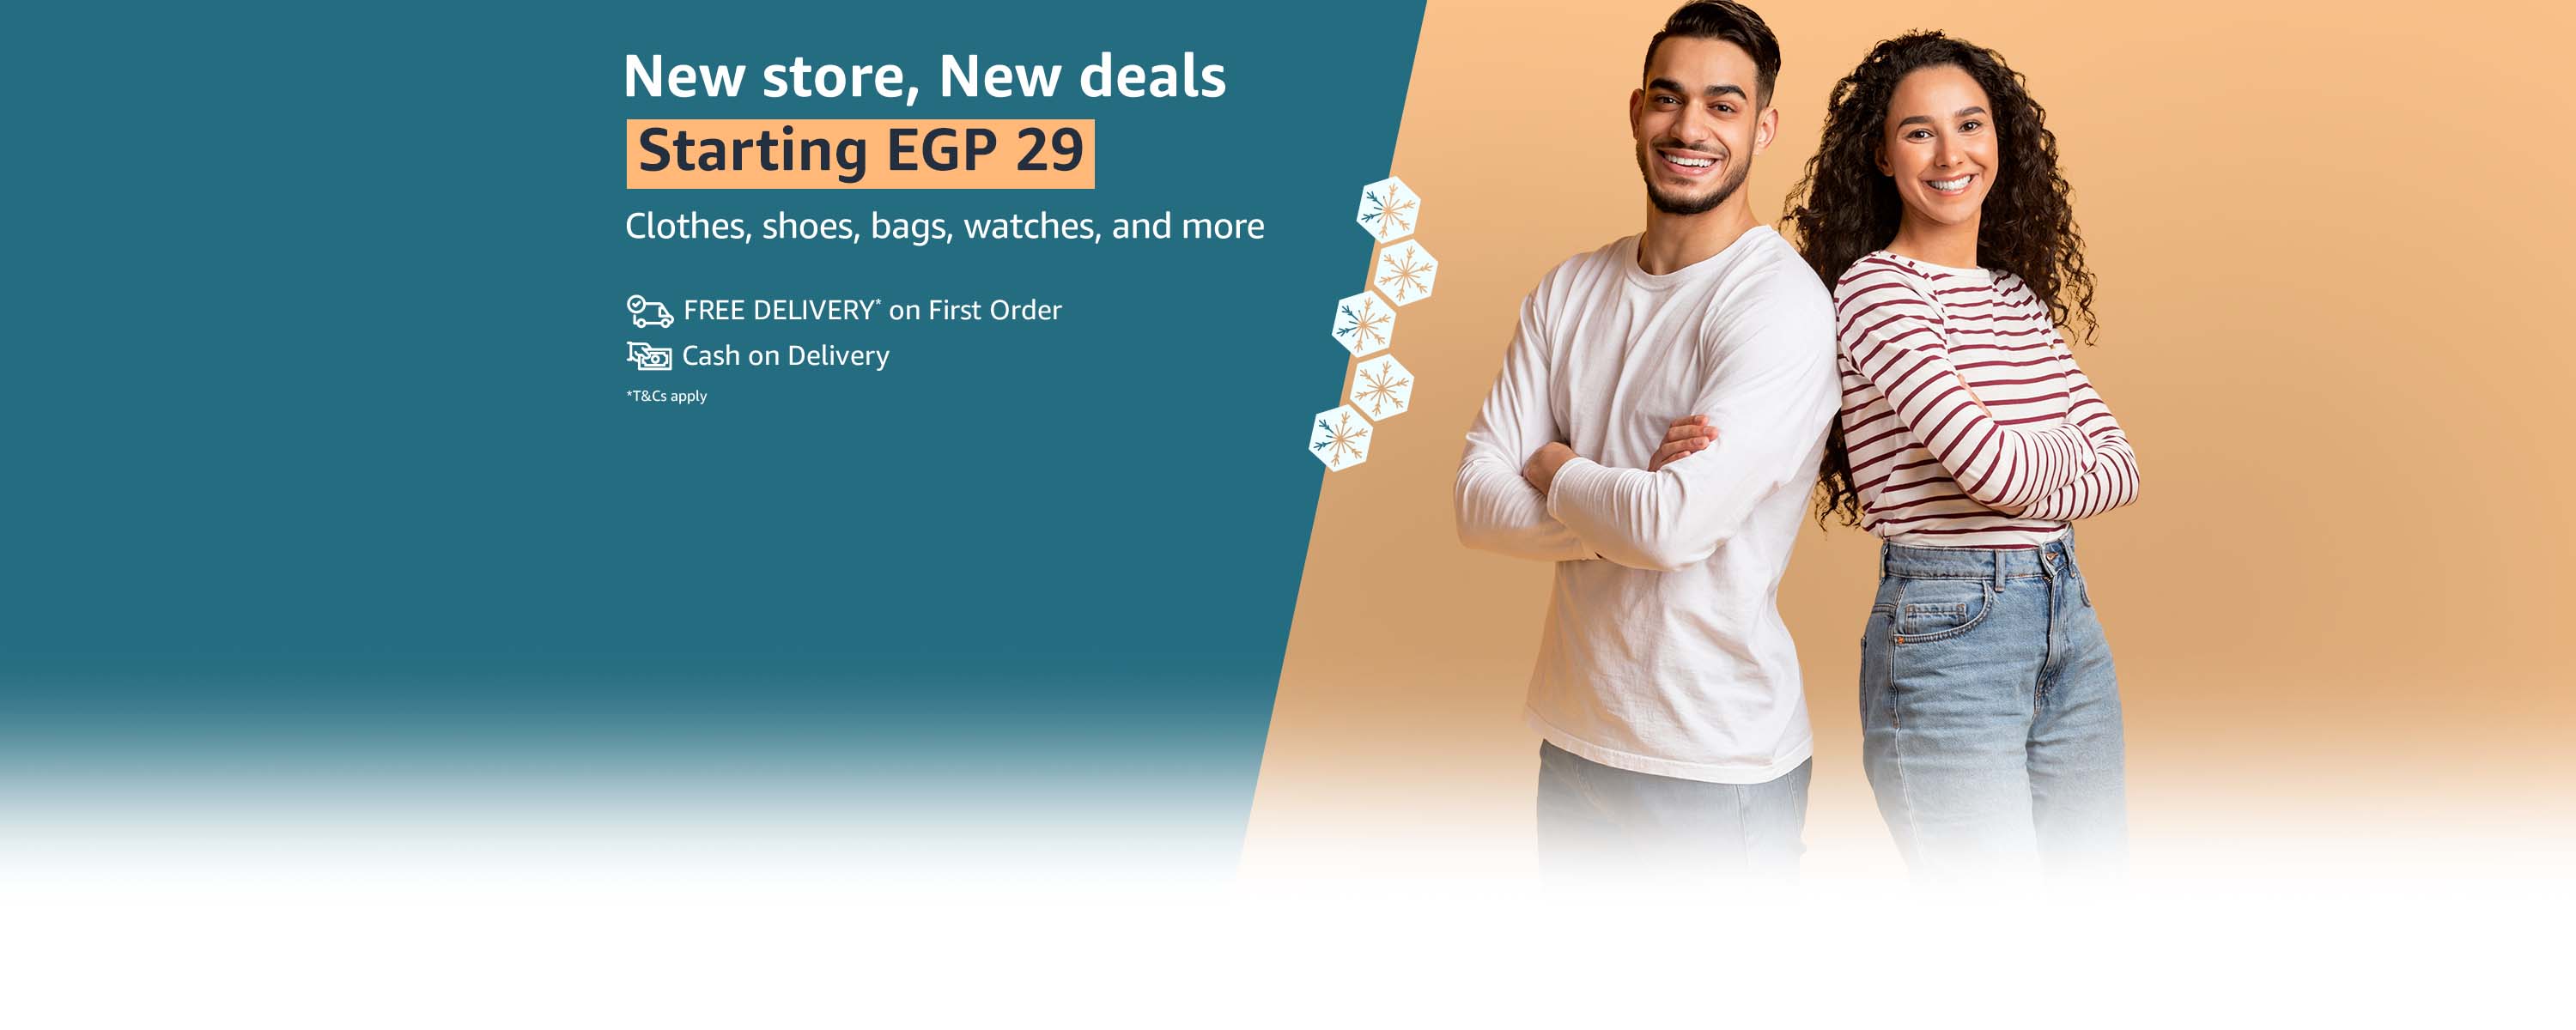 New store, New deals
Starting EGP 29
Clothes, shoes, bags, watches, and more
FREE DELIVERY* on First Order
Cash on Delivery
*T&Cs apply